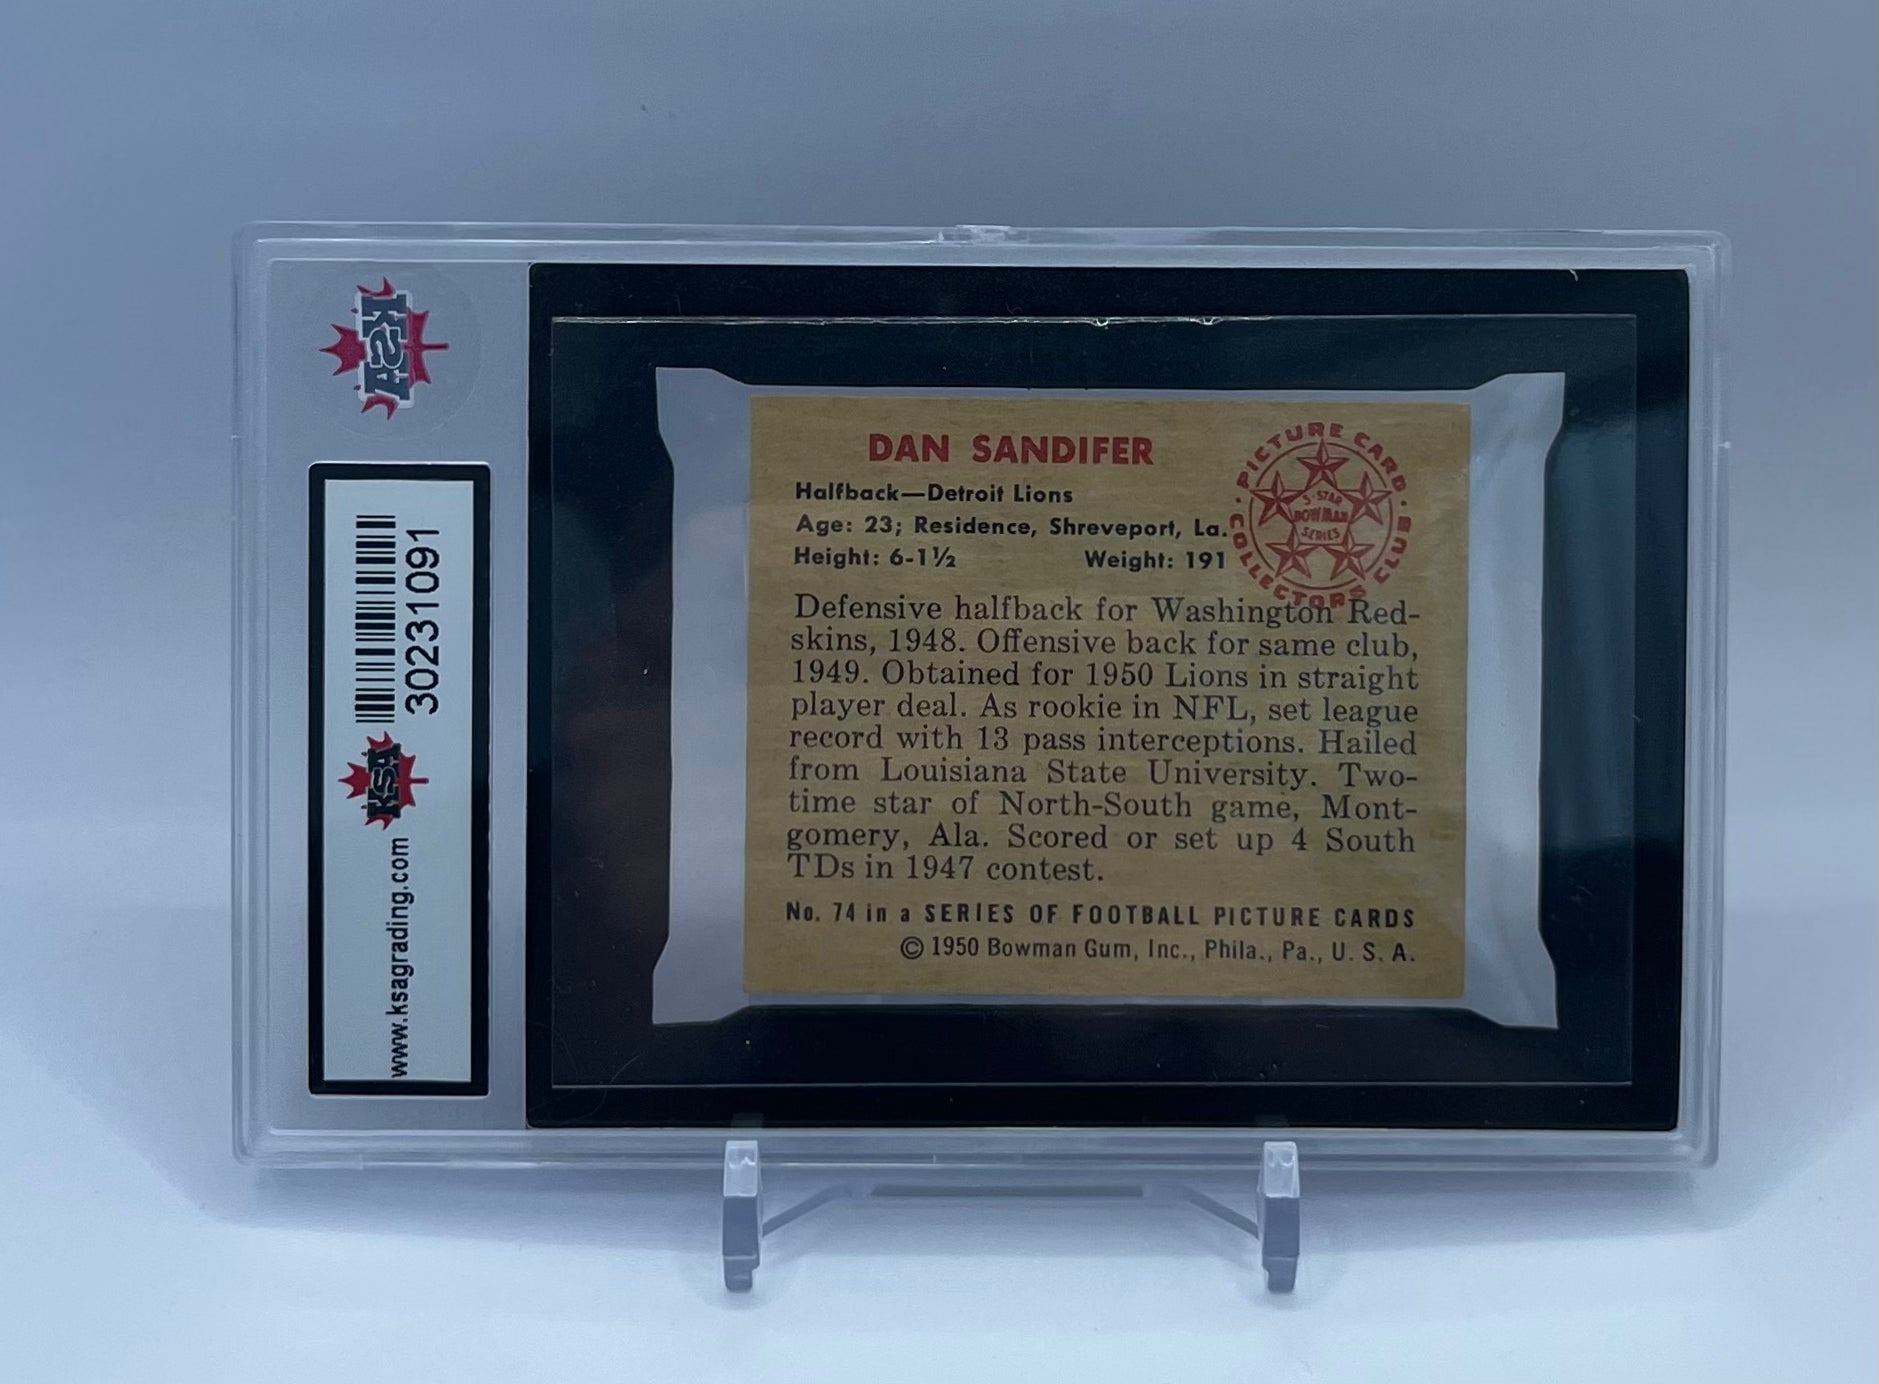 KSA
30231091
KSA
www.ksagrading.com
DAN SANDIFER
Halfback—Detroit Lions
Age: 23; Residence, Shreveport, La.
Height: 6-1½ Weight: 191
PICTURE CARD COLLECTORS CLUB
5-STAR
BOWMAN
SERIES
Defensive halfback for Washington Red-
skins, 1948. Offensive back for same club,
1949. Obtained for 1950 Lions in straight
player deal. As rookie in NFL, set league
record with 13 pass interceptions. Hailed
from Louisiana State University. Two-
time star of North-South game, Mont-
gomery, Ala. Scored or set up 4 South
TDs in 1947 contest.
No. 74 in a SERIES OF FOOTBALL PICTURE CARDS
© 1950 Bowman Gum, Inc., Phila., Pa., U. S. A.